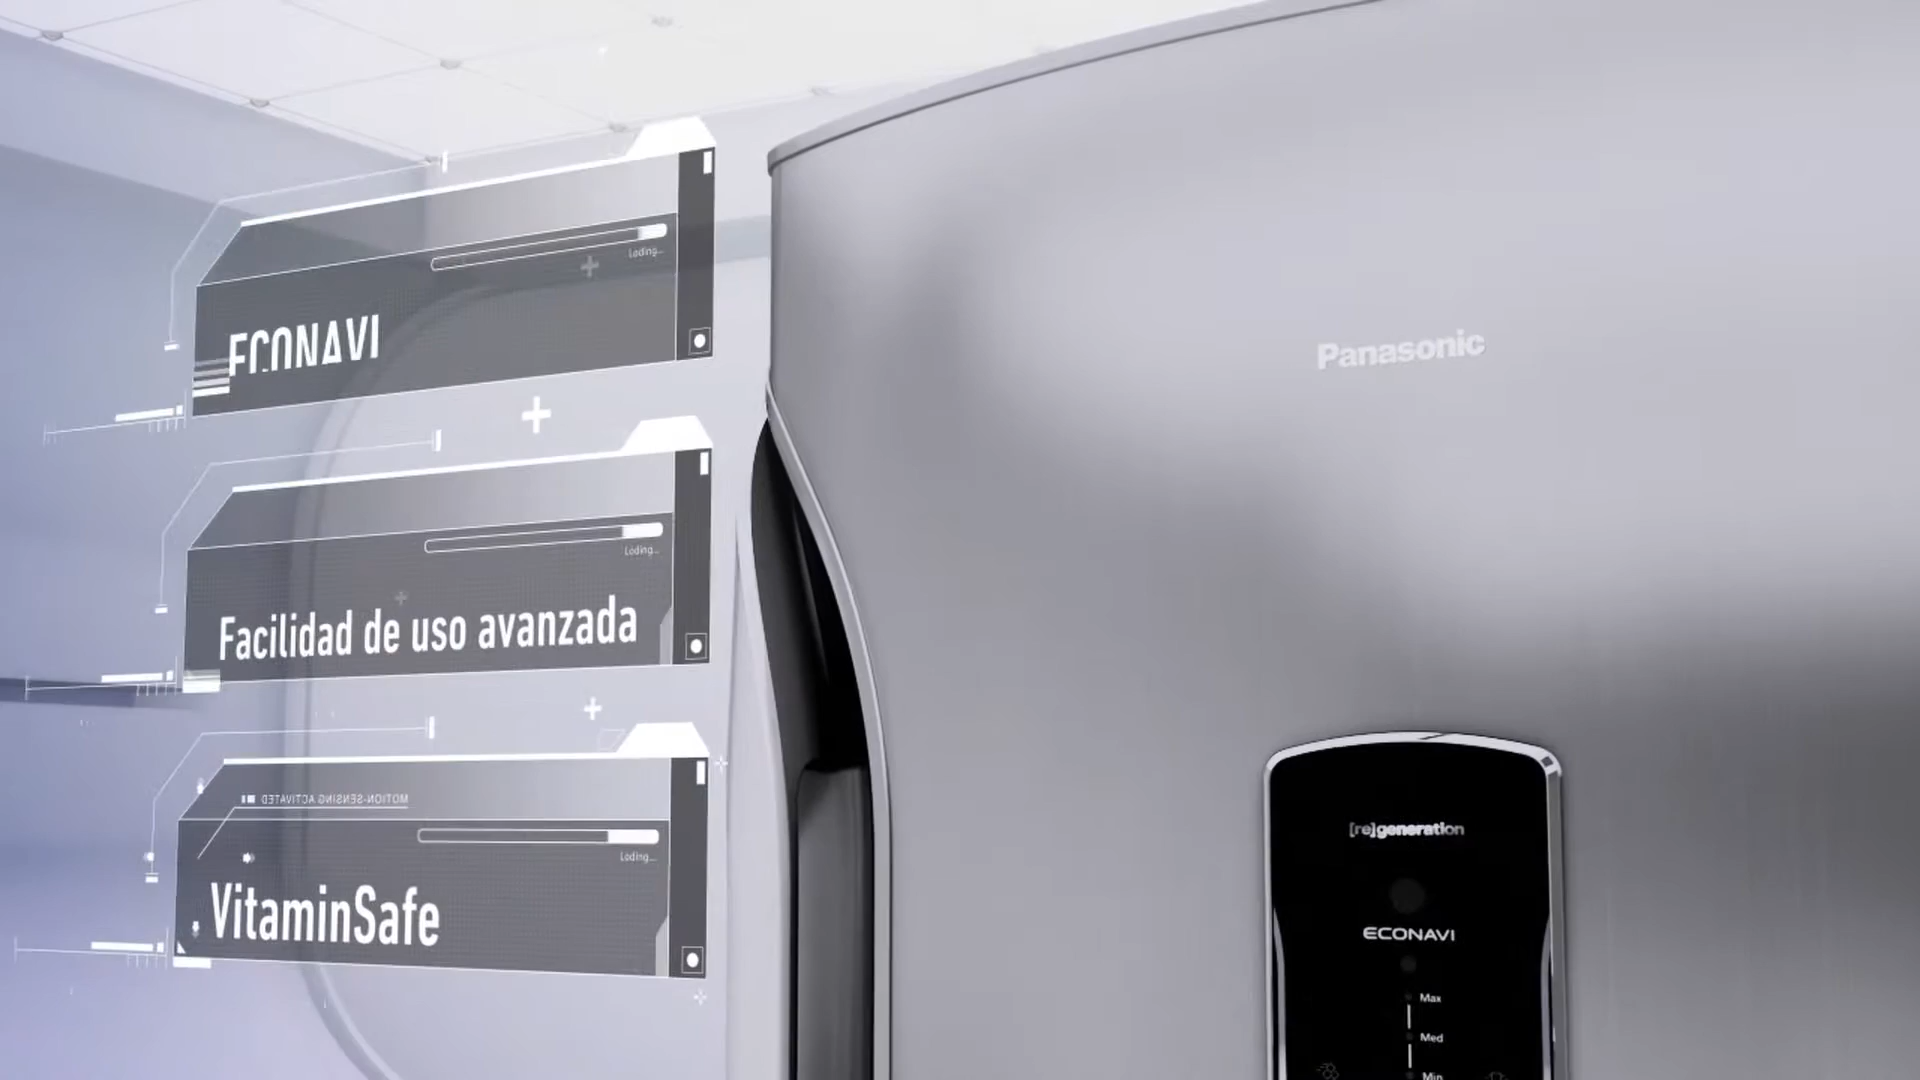 Loding...
ECONAVI
Loding...
Facilidad de uso avanzada
MOTION-SENSING ACTIVATED
Loding...
VitaminSafe
Panasonic
[re]generation
ECONAVI
Max
Med
Min